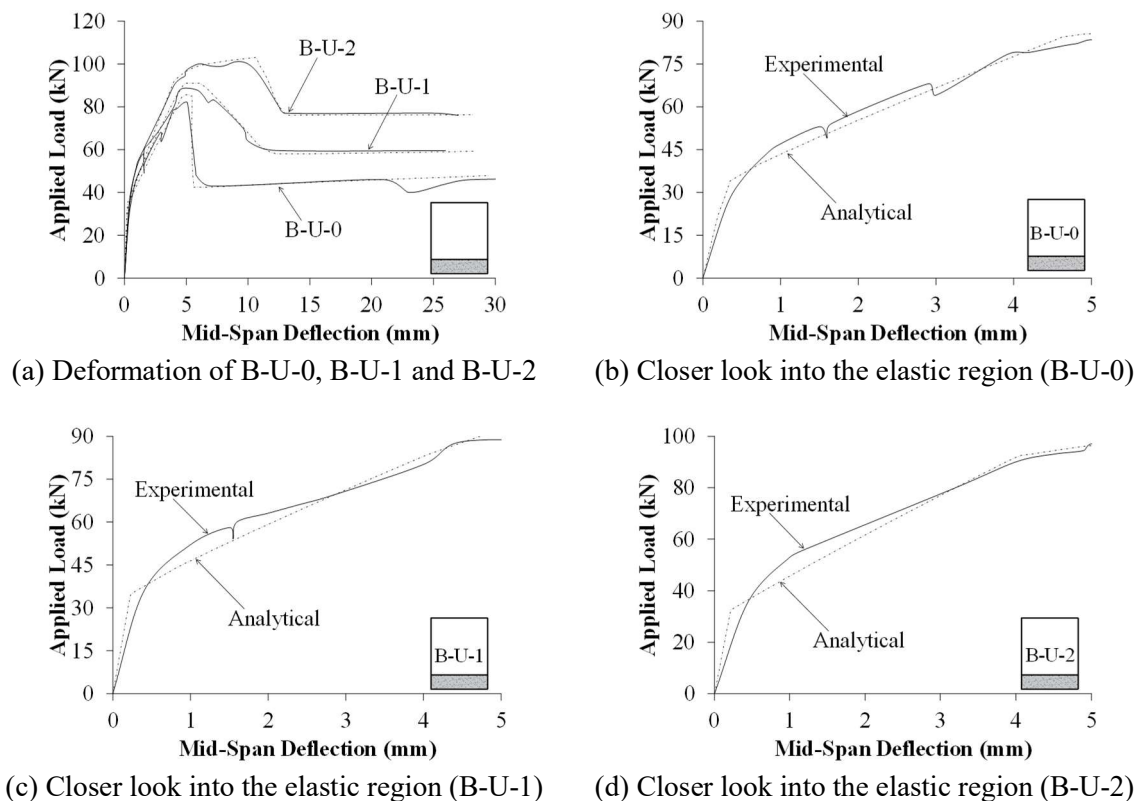 120
100
80
60
40
20
0
Applied Load (kN)
B-U-2
B-U-1
B-U-0
0 5 10 15 20 25 30
Mid-Span Deflection (mm)
(a) Deformation of B-U-0, B-U-1 and B-U-2
90
75
60
45
30
15
0
Applied Load (kN)
Experimental
Analytical
B-U-0
0 1 2 3 4 5
Mid-Span Deflection (mm)
(b) Closer look into the elastic region (B-U-0)
90
75
60
45
30
15
0
Applied Load (kN)
Experimental
Analytical
B-U-1
0 1 2 3 4 5
Mid-Span Deflection (mm)
(c) Closer look into the elastic region (B-U-1)
100
80
60
40
20
0
Applied Load (kN)
Experimental
Analytical
B-U-2
0 1 2 3 4 5
Mid-Span Deflection (mm)
(d) Closer look into the elastic region (B-U-2)